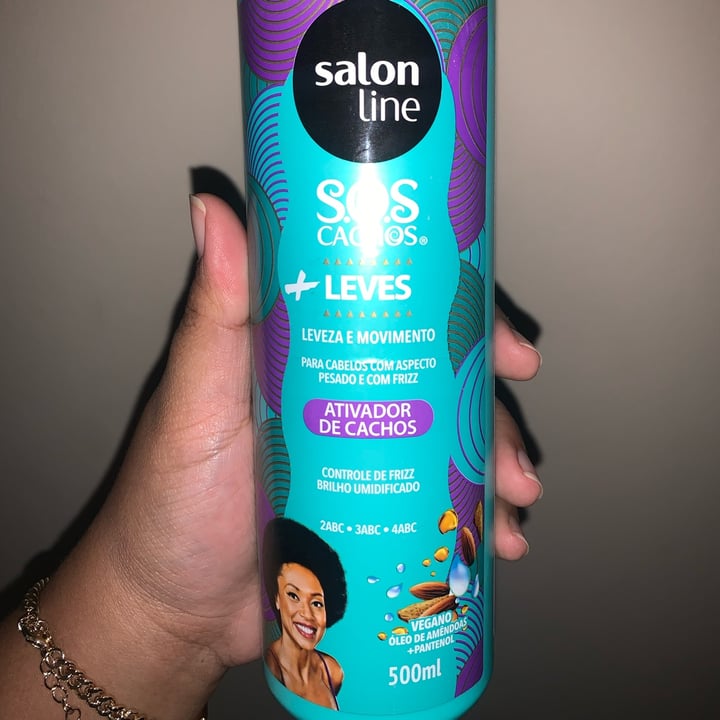 salon
line
S.O.S
CACHOS®
+ LEVES
LEVEZA E MOVIMENTO
PARA CABELOS COM ASPECTO
PESADO E COM FRIZZ
ATIVADOR
DE CACHOS
CONTROLE DE FRIZZ
BRILHO UMIDIFICADO
2ABC • 3ABC • 4ABC
VEGANO
ÓLEO DE AMÊNDOAS
+PANTENOL
500ml